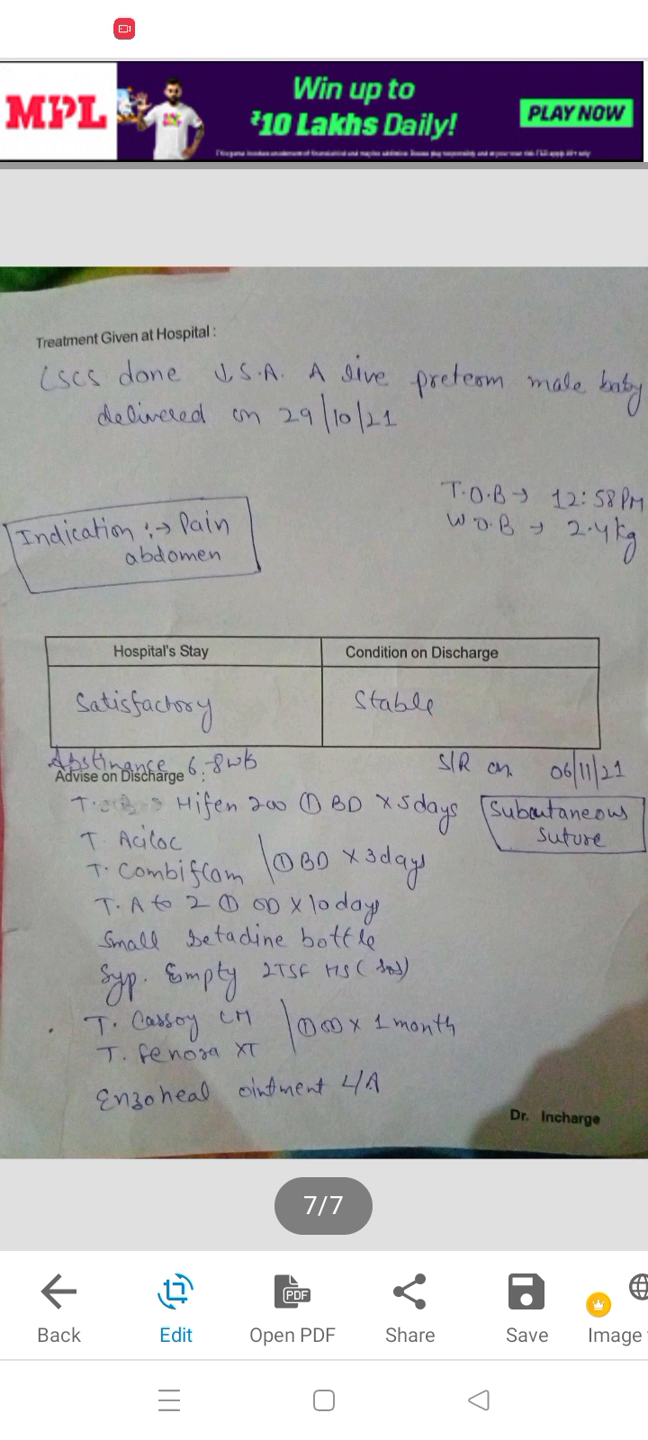 MPL
Win up to
₹10 Lakhs Daily!
PLAY NOW
Treatment Given at Hospital :
LSCS done U.S.A. A live preterm male baby
delivered on 29/10/21
T.O.B → 12:58 PM
W.O.B → 2.4 kg
Indication :→ Pain
abdomen
Hospital's Stay
Condition on Discharge
Satisfactory
Stable
Abstinance 6-8 wks
S/R on 06/11/21
Advise on Discharge :
Hifen 200 ① BD × 5 days
Subcutaneous
Suture
T. Aciloc
T. Combiflam ① BD × 3 days
T. A to 2 ① OD × 10 days
Small betadine bottle
Syp. Empty 2TSF HS (sos)
T. Cassoy CM ① OD × 1 month
T. Fenora XT
Enzoheal ointment L/A
Dr. Incharge
7/7
Back
Edit
PDF
Open PDF
Share
Save
Image